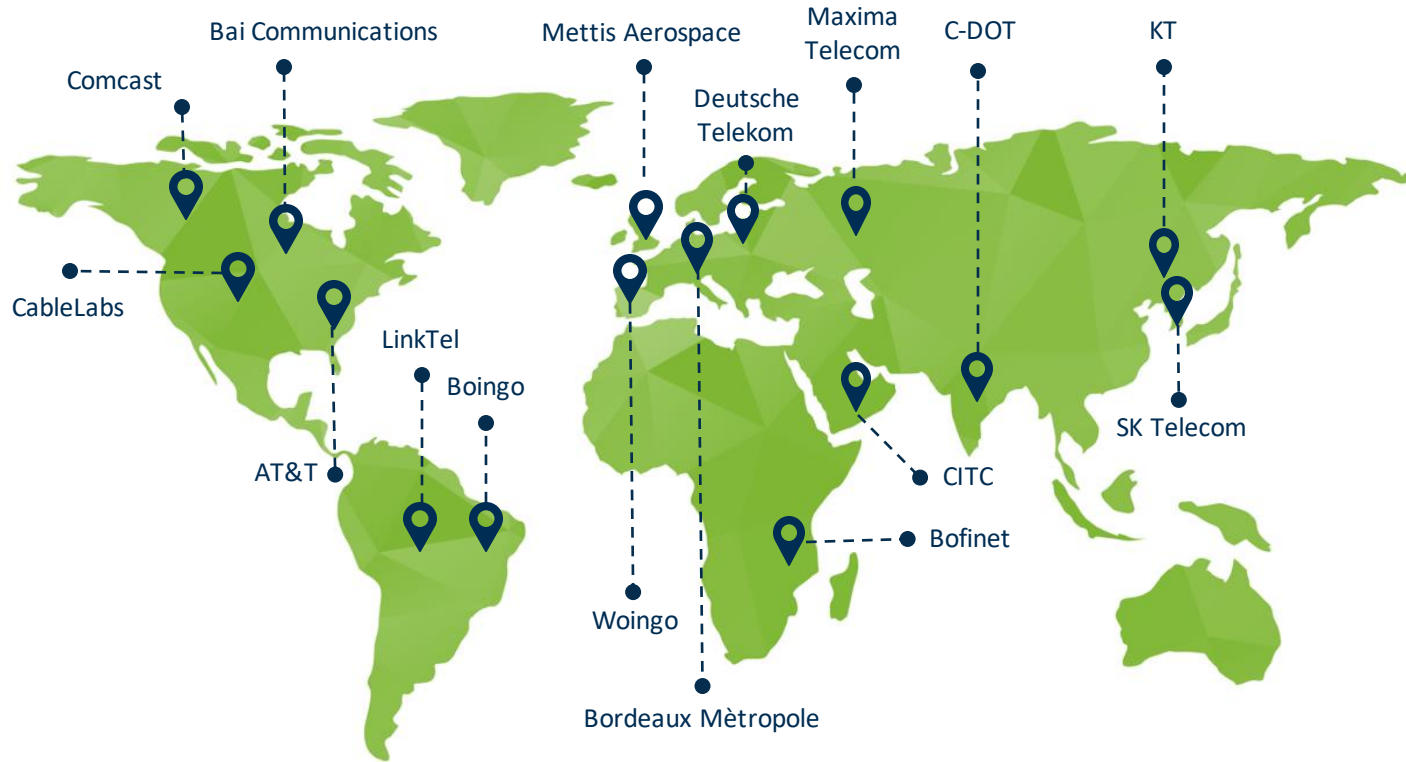 Bai Communications
Mettis Aerospace
Maxima
Telecom
C-DOT
KT
Comcast
Deutsche
Telekom
CableLabs
LinkTel
Boingo
AT&T
SK Telecom
CITC
Bofinet
Woingo
Bordeaux Mètropole